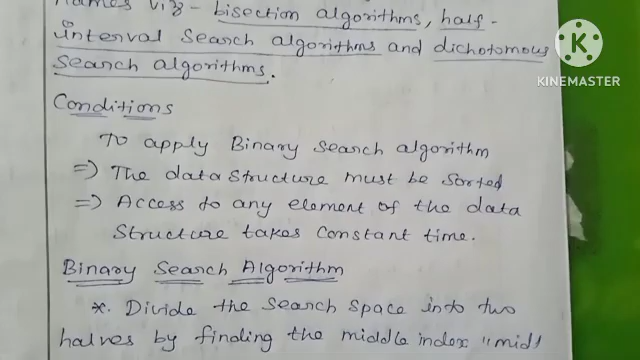 names viz - bisection algorithms, half-
interval search algorithms and dichotomous
search algorithms.
Conditions
To apply Binary search algorithm
=> The data structure must be sorted
=> Access to any element of the data
structure takes constant time.
Binary Search Algorithm
*. Divide the search space into two
halves by finding the middle index "mid"
KINEMASTER